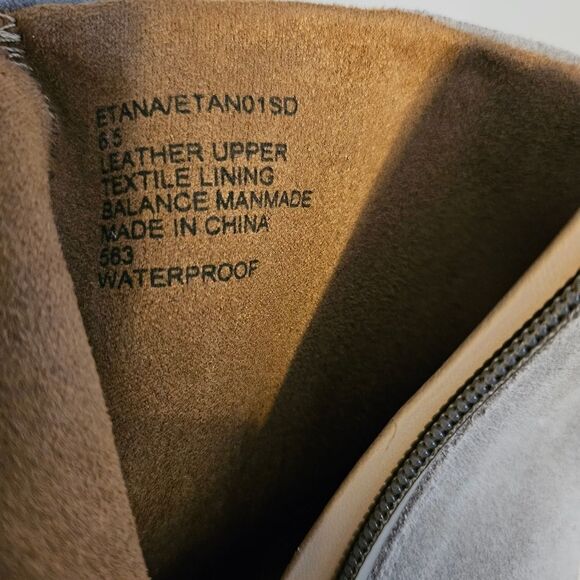 ETANA/ETAN01SD
6.5
LEATHER UPPER
TEXTILE LINING
BALANCE MANMADE
MADE IN CHINA
563
WATERPROOF